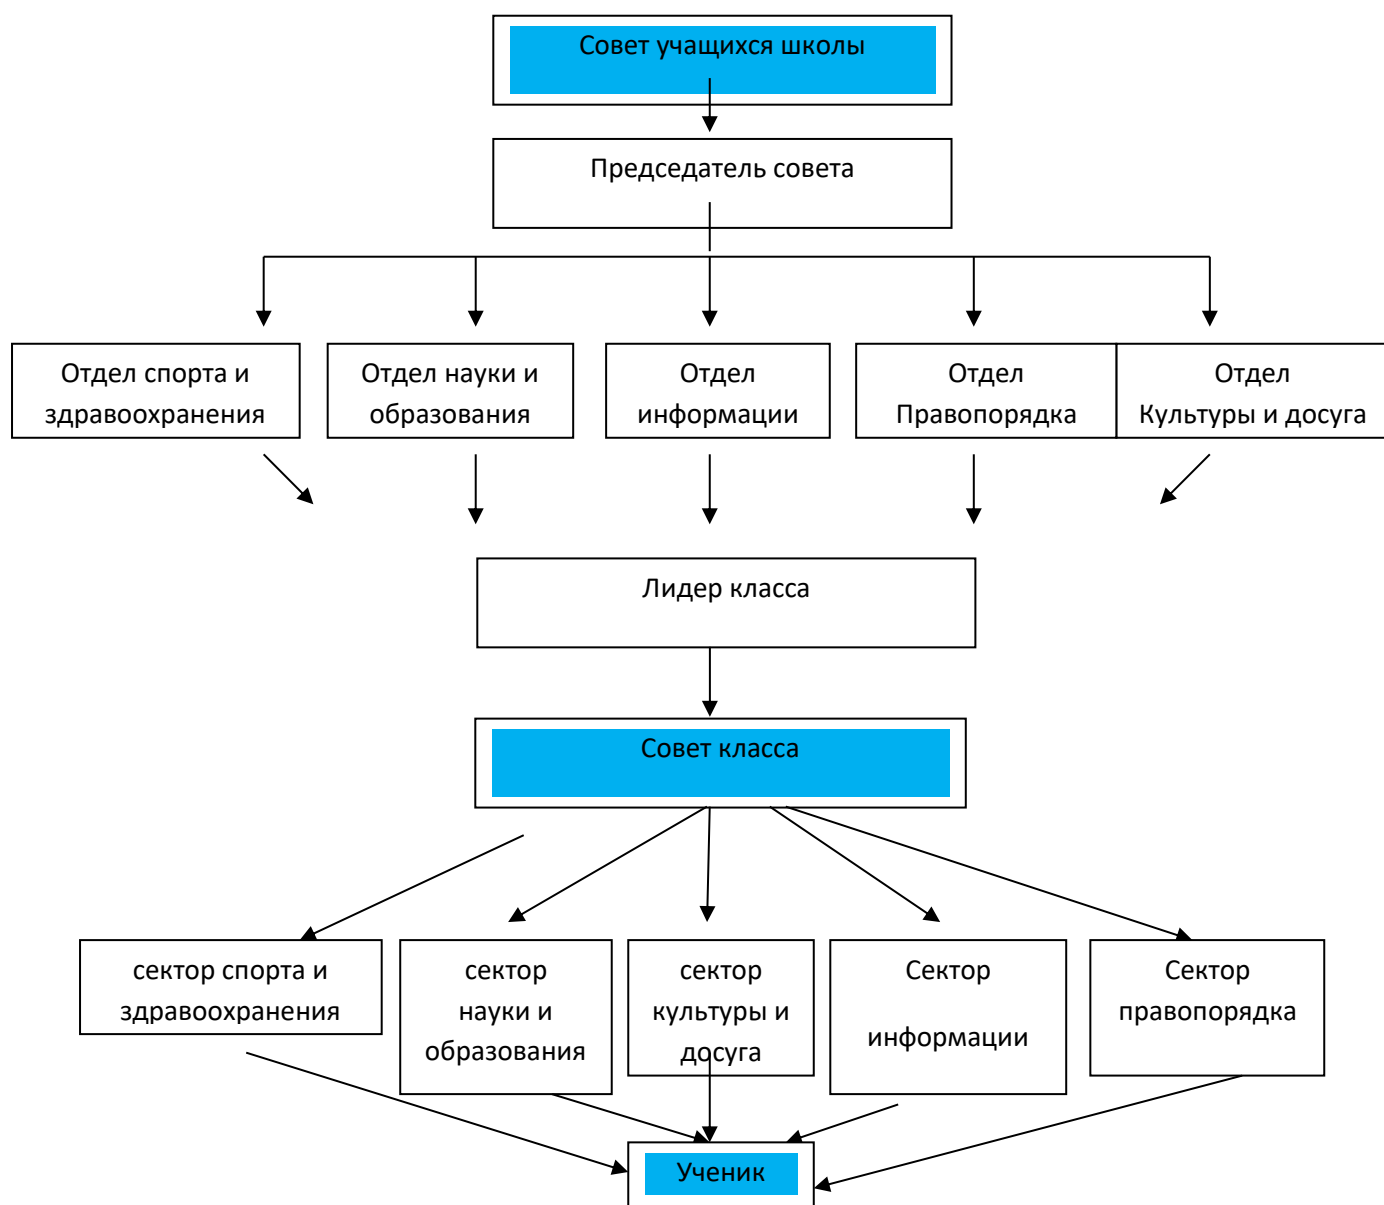 Совет учащихся школы
Председатель совета
Отдел спорта и
здравоохранения
Отдел науки и
образования
Отдел
информации
Отдел
Правопорядка
Отдел
Культуры и досуга
Лидер класса
Совет класса
сектор спорта и
здравоохранения
сектор
науки и
образования
сектор
культуры и
досуга
Сектор
информации
Сектор
правопорядка
Ученик